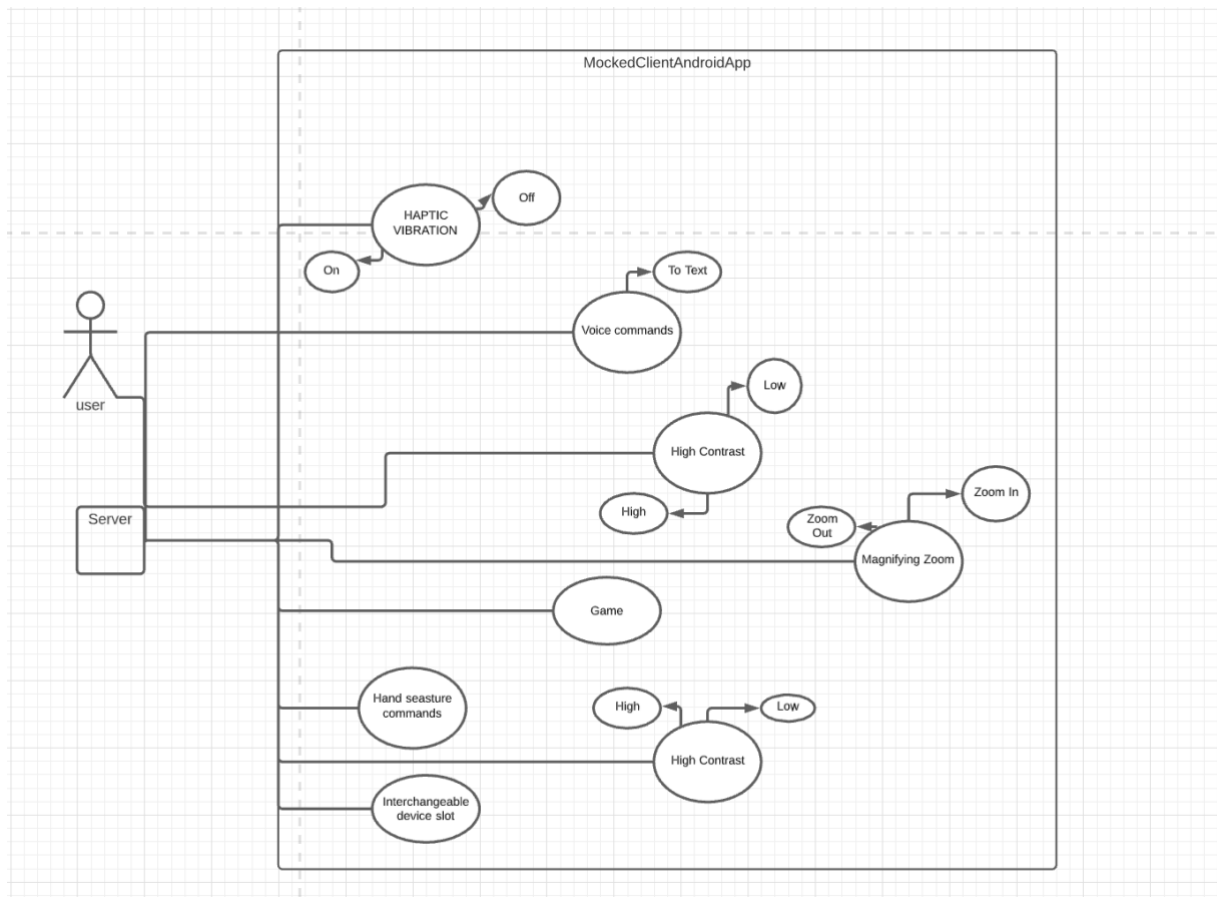 MockedClientAndroidApp
Off
HAPTIC
VIBRATION
On
To Text
Voice commands
Low
user
High Contrast
High
Zoom In
Server
Zoom
Out
Magnifying Zoom
Game
Hand seasture
commands
High
Low
High Contrast
Interchangeable
device slot